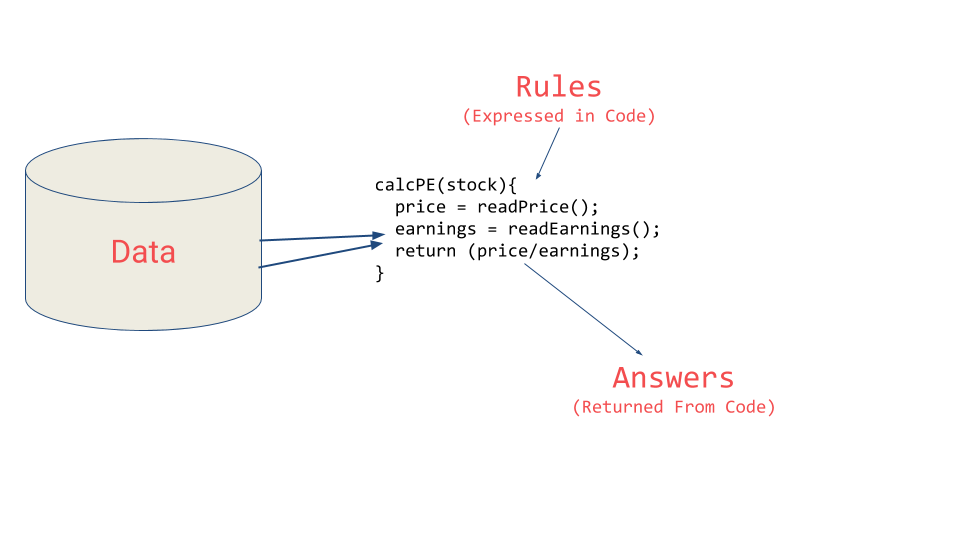 Rules
(Expressed in Code)
Data
calcPE(stock){
  price = readPrice();
  earnings = readEarnings();
  return (price/earnings);
}
Answers
(Returned From Code)